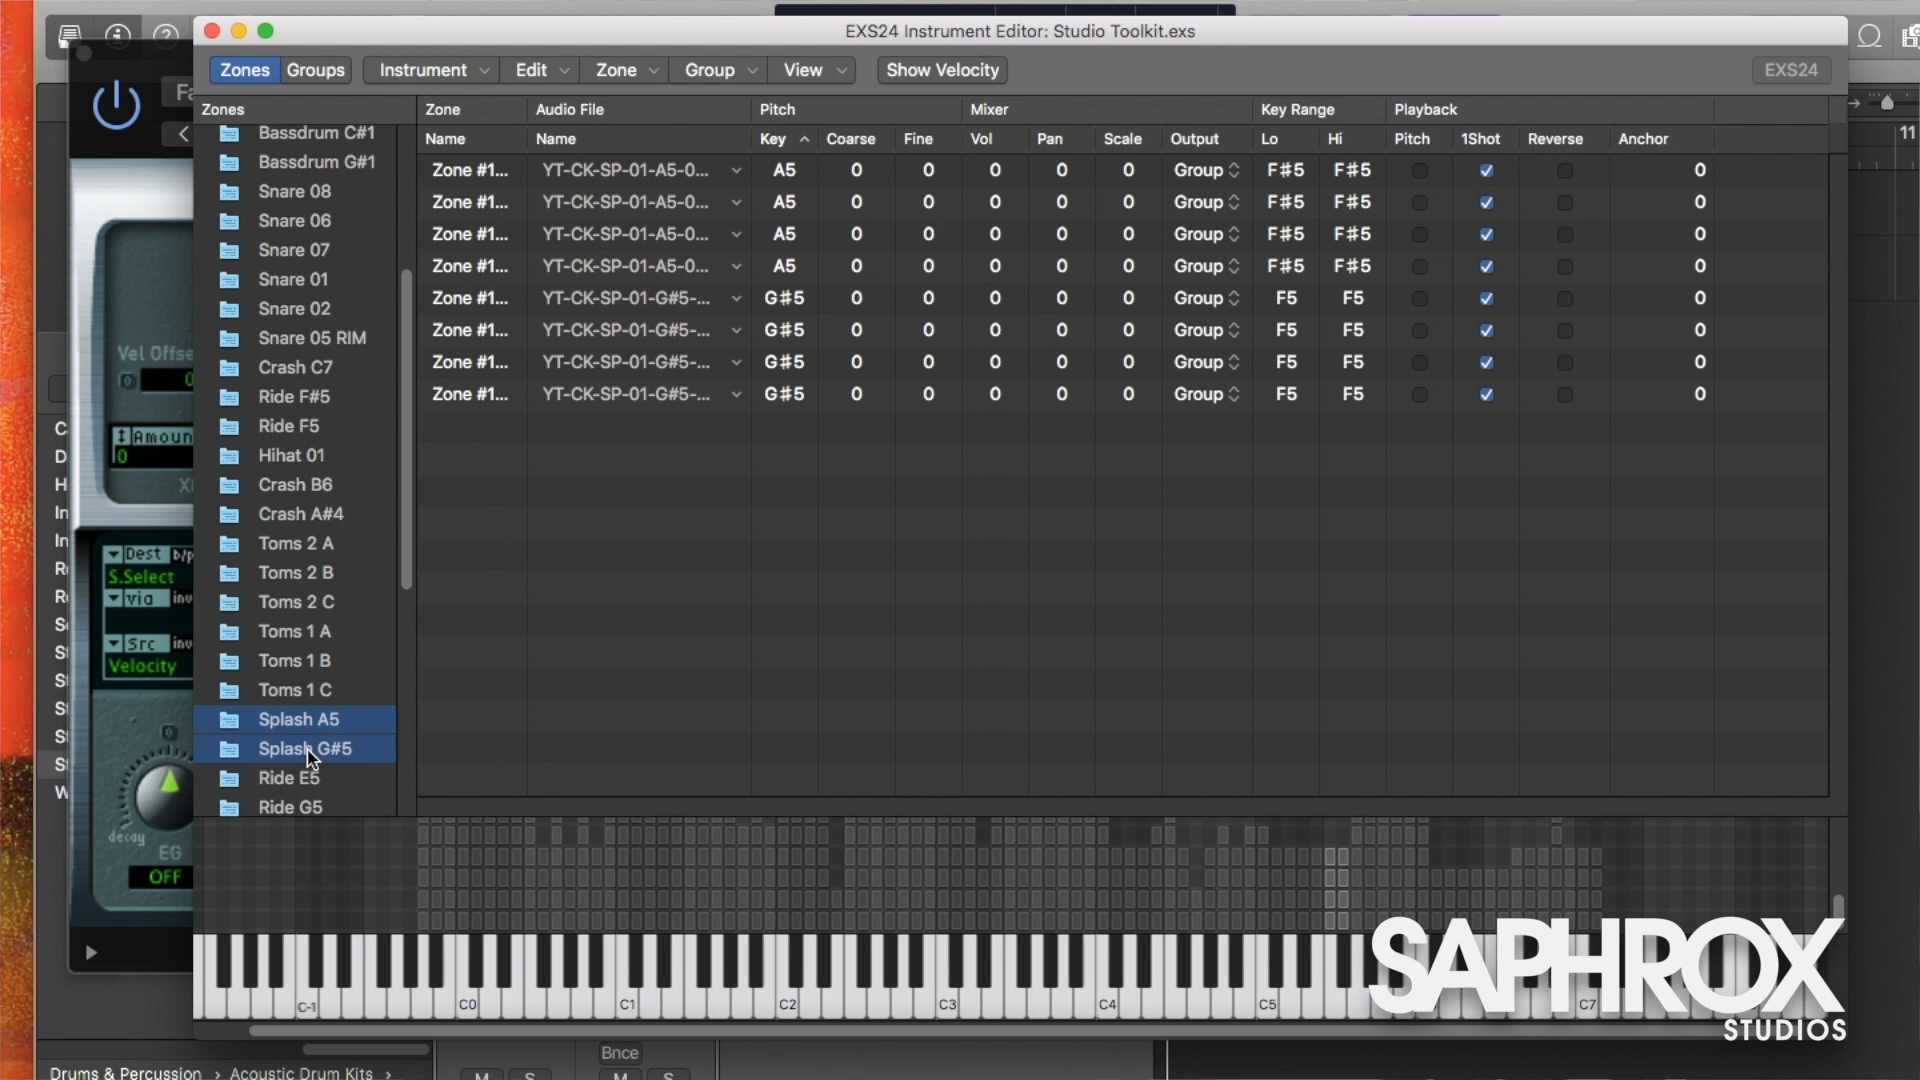 EXS24 Instrument Editor: Studio Toolkit.exs
Zones Groups Instrument Edit Zone Group View Show Velocity EXS24
Zones Zone Audio File Pitch Mixer Key Range Playback
Name Name Key Coarse Fine Vol Pan Scale Output Lo Hi Pitch 1Shot Reverse Anchor
Zone #1... YT-CK-SP-01-A5-0... A5 0 0 0 0 0 Group F♯5 F♯5 0
Zone #1... YT-CK-SP-01-A5-0... A5 0 0 0 0 0 Group F♯5 F♯5 0
Zone #1... YT-CK-SP-01-A5-0... A5 0 0 0 0 0 Group F♯5 F♯5 0
Zone #1... YT-CK-SP-01-A5-0... A5 0 0 0 0 0 Group F♯5 F♯5 0
Zone #1... YT-CK-SP-01-G#5-... G♯5 0 0 0 0 0 Group F5 F5 0
Zone #1... YT-CK-SP-01-G#5-... G♯5 0 0 0 0 0 Group F5 F5 0
Zone #1... YT-CK-SP-01-G#5-... G♯5 0 0 0 0 0 Group F5 F5 0
Zone #1... YT-CK-SP-01-G#5-... G♯5 0 0 0 0 0 Group F5 F5 0
Bassdrum C#1
Bassdrum G#1
Snare 08
Snare 06
Snare 07
Snare 01
Snare 02
Snare 05 RIM
Crash C7
Ride F#5
Ride F5
Hihat 01
Crash B6
Crash A#4
Toms 2 A
Toms 2 B
Toms 2 C
Toms 1 A
Toms 1 B
Toms 1 C
Splash A5
Splash G#5
Ride E5
Ride G5
Vel Offse
0
Amoun
0
Dest b/p
S.Select
via inv
Src inv
Velocity
decay
EG
OFF
11
C-1 C0 C1 C2 C3 C4 C5 C7
SAPHROX
STUDIOS
Bnce
M S M S
Drums & Percussion › Acoustic Drum Kits ›